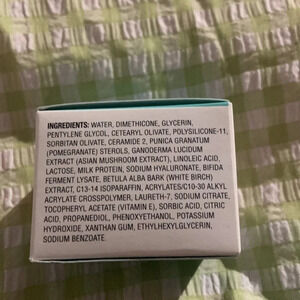 INGREDIENTS: WATER, DIMETHICONE, GLYCERIN,
PENTYLENE GLYCOL, CETEARYL OLIVATE, POLYSILICONE-11,
SORBITAN OLIVATE, CERAMIDE 2, PUNICA GRANATUM
(POMEGRANATE) STEROLS, GANODERMA LUCIDUM
EXTRACT (ASIAN MUSHROOM EXTRACT), LINOLEIC ACID,
LACTOSE, MILK PROTEIN, SODIUM HYALURONATE, BIFIDA
FERMENT LYSATE, BETULA ALBA BARK (WHITE BIRCH)
EXTRACT, C13-14 ISOPARAFFIN, ACRYLATES/C10-30 ALKYL
ACRYLATE CROSSPOLYMER, LAURETH-7, SODIUM CITRATE,
TOCOPHERYL ACETATE (VITAMIN E), SORBIC ACID, CITRIC
ACID, PROPANEDIOL, PHENOXYETHANOL, POTASSIUM
HYDROXIDE, XANTHAN GUM, ETHYLHEXYLGLYCERIN,
SODIUM BENZOATE.